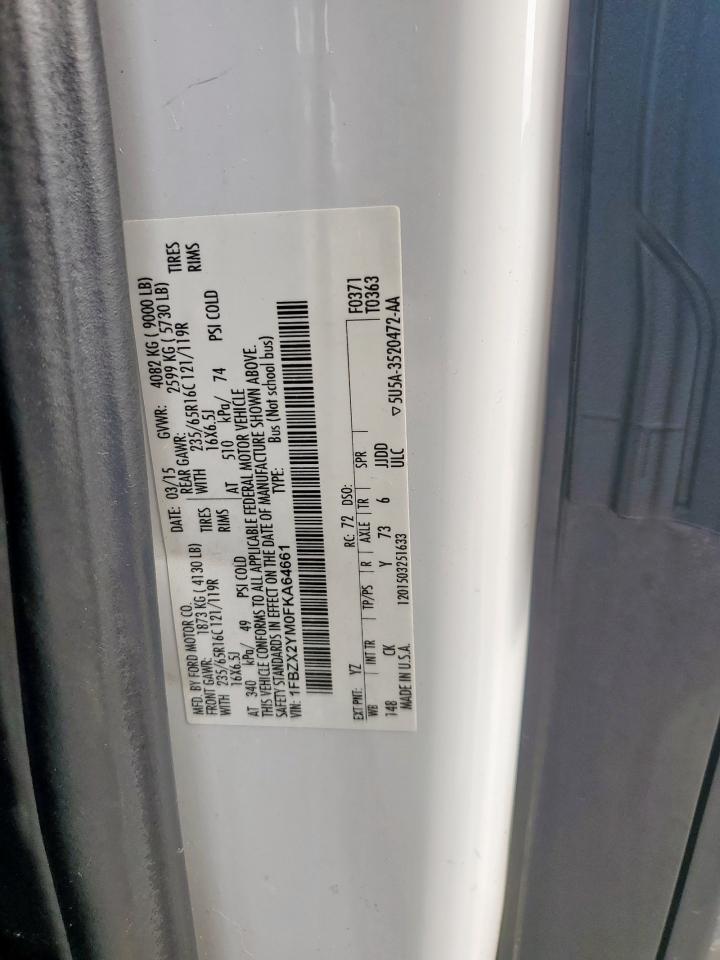 MFD. BY FORD MOTOR CO. DATE: 03/15 GVWR: 4082 KG ( 9000 LB)
FRONT GAWR: 1873 KG ( 4130 LB) REAR GAWR: 2599 KG ( 5730 LB)
WITH 235/65R16C 121/119R TIRES WITH 235/65R16C 121/119R TIRES
16X6.5J RIMS 16X6.5J RIMS
AT 340 kPa/ 49 PSI COLD AT 510 kPa/ 74 PSI COLD
THIS VEHICLE CONFORMS TO ALL APPLICABLE FEDERAL MOTOR VEHICLE
SAFETY STANDARDS IN EFFECT ON THE DATE OF MANUFACTURE SHOWN ABOVE.
VIN: 1FBZX2YM0FKA64661 TYPE: Bus (Not school bus)
EXT PNT: YZ RC: 72 DSO: F0371
WB INT TR TP/PS R AXLE TR SPR T0363
148 CK Y 73 6 JJDD
MADE IN U.S.A. 1201503251633 ULC ▽ 5U5A-3520472-AA